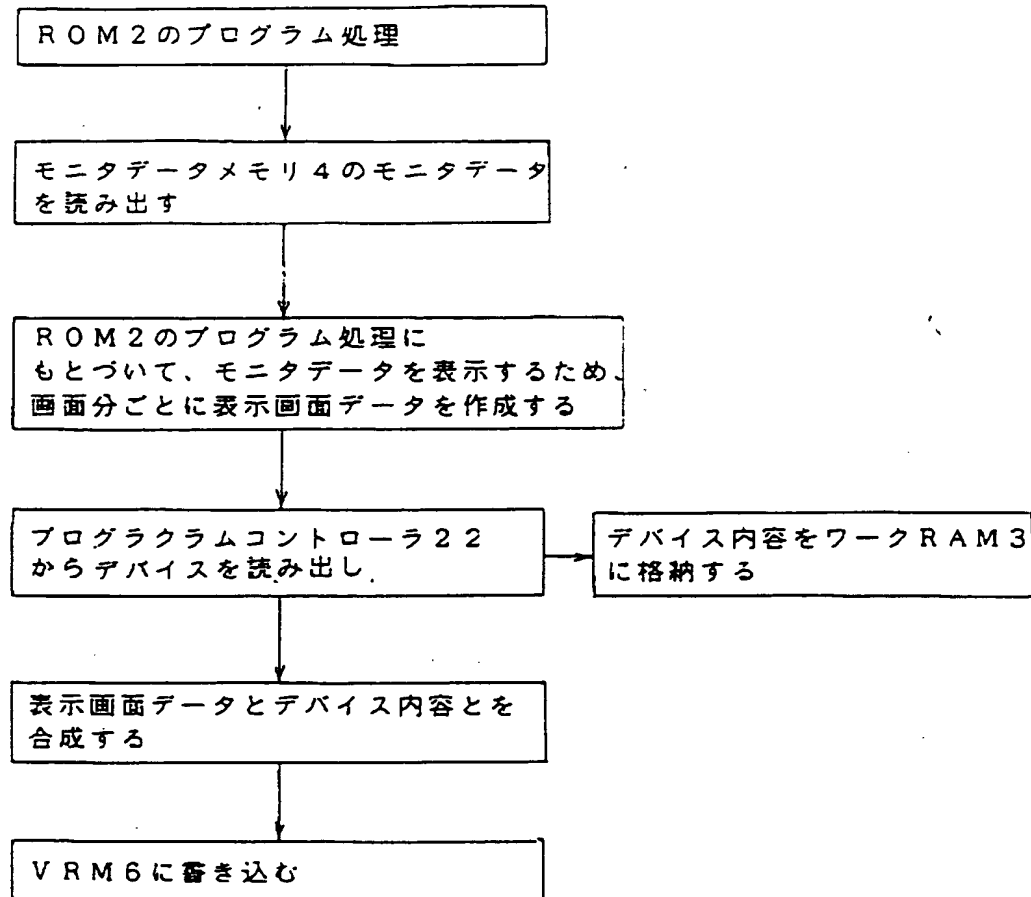 ROM2のプログラム処理
モニタデータメモリ4のモニタデータ
を読み出す
ROM2のプログラム処理に
もとづいて、モニタデータを表示するため、
画面分ごとに表示画面データを作成する
プログラクラムコントローラ22
からデバイスを読み出し
デバイス内容をワークRAM3
に格納する
表示画面データとデバイス内容とを
合成する
VRM6に書き込む